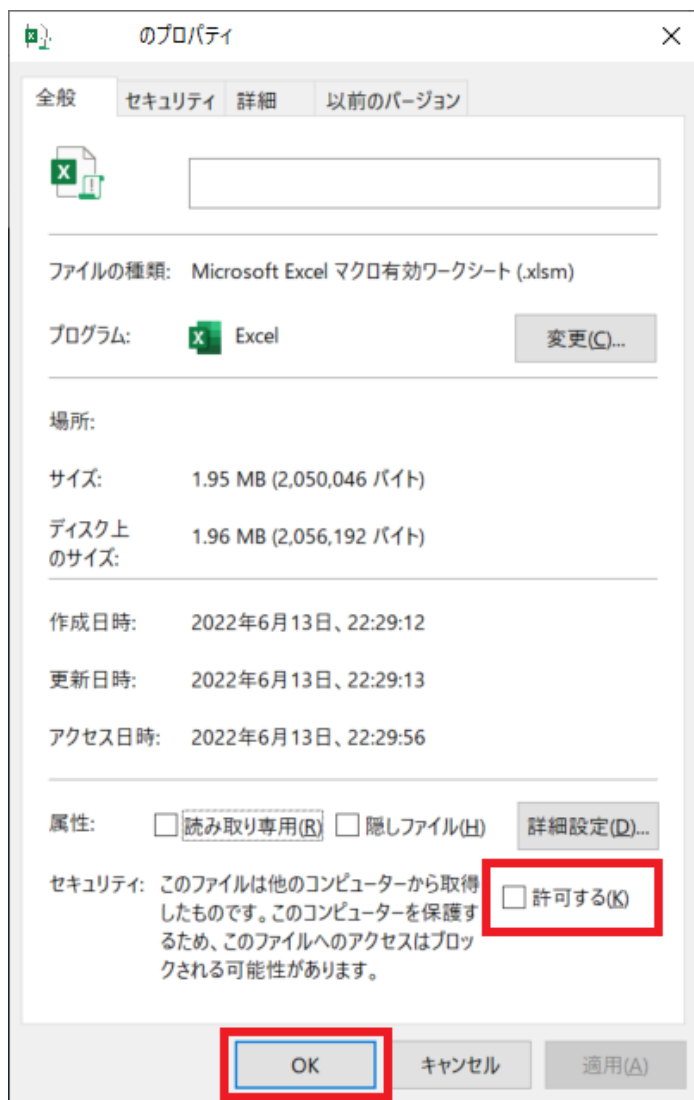 のプロパティ
全般 セキュリティ 詳細 以前のバージョン
ファイルの種類: Microsoft Excel マクロ有効ワークシート (.xlsm)
プログラム: Excel 変更(C)...
場所:
サイズ: 1.95 MB (2,050,046 バイト)
ディスク上
のサイズ: 1.96 MB (2,056,192 バイト)
作成日時: 2022年6月13日、22:29:12
更新日時: 2022年6月13日、22:29:13
アクセス日時: 2022年6月13日、22:29:56
属性: 読み取り専用(R) 隠しファイル(H) 詳細設定(D)...
セキュリティ: このファイルは他のコンピューターから取得
したものです。このコンピューターを保護す
るため、このファイルへのアクセスはブロッ
クされる可能性があります。
許可する(K)
OK キャンセル 適用(A)